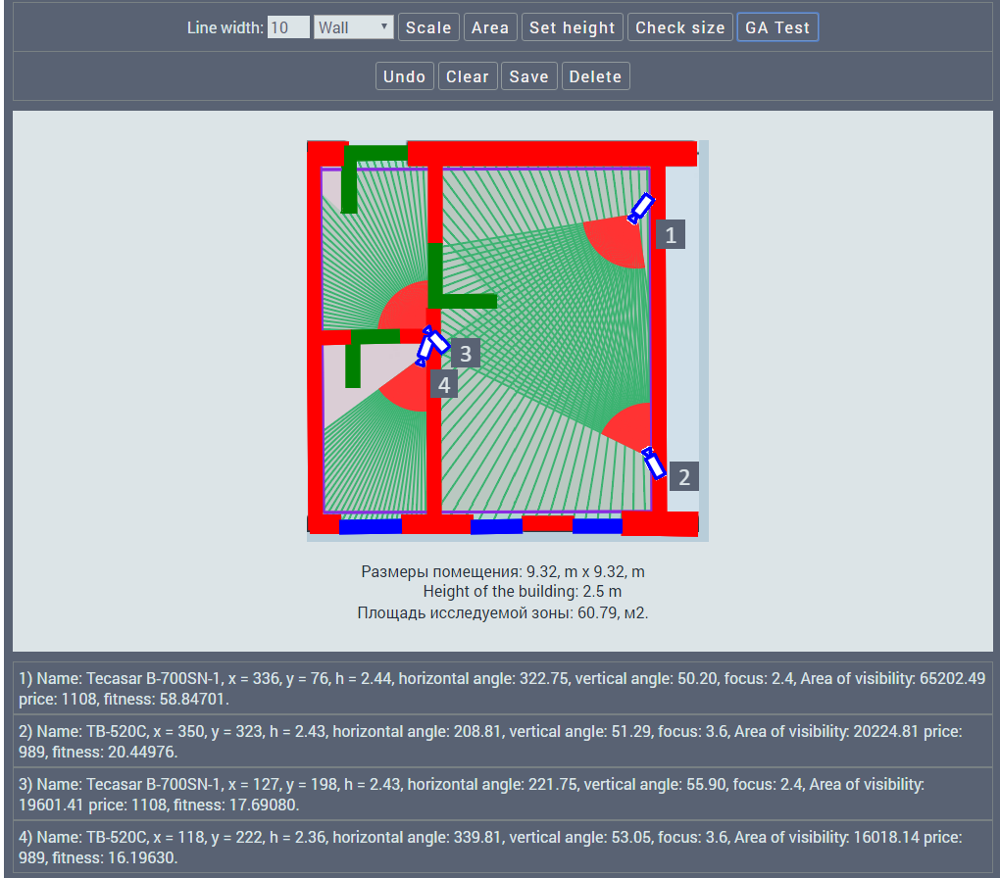 Line width: 10 Wall Scale Area Set height Check size GA Test
Undo Clear Save Delete
1
3
4
2
Размеры помещения: 9.32, m x 9.32, m
Height of the building: 2.5 m
Площадь исследуемой зоны: 60.79, м2.
1) Name: Tecasar B-700SN-1, x = 336, y = 76, h = 2.44, horizontal angle: 322.75, vertical angle: 50.20, focus: 2.4, Area of visibility: 65202.49
price: 1108, fitness: 58.84701.
2) Name: TB-520C, x = 350, y = 323, h = 2.43, horizontal angle: 208.81, vertical angle: 51.29, focus: 3.6, Area of visibility: 20224.81 price:
989, fitness: 20.44976.
3) Name: Tecasar B-700SN-1, x = 127, y = 198, h = 2.43, horizontal angle: 221.75, vertical angle: 55.90, focus: 2.4, Area of visibility:
19601.41 price: 1108, fitness: 17.69080.
4) Name: TB-520C, x = 118, y = 222, h = 2.36, horizontal angle: 339.81, vertical angle: 53.05, focus: 3.6, Area of visibility: 16018.14 price:
989, fitness: 16.19630.